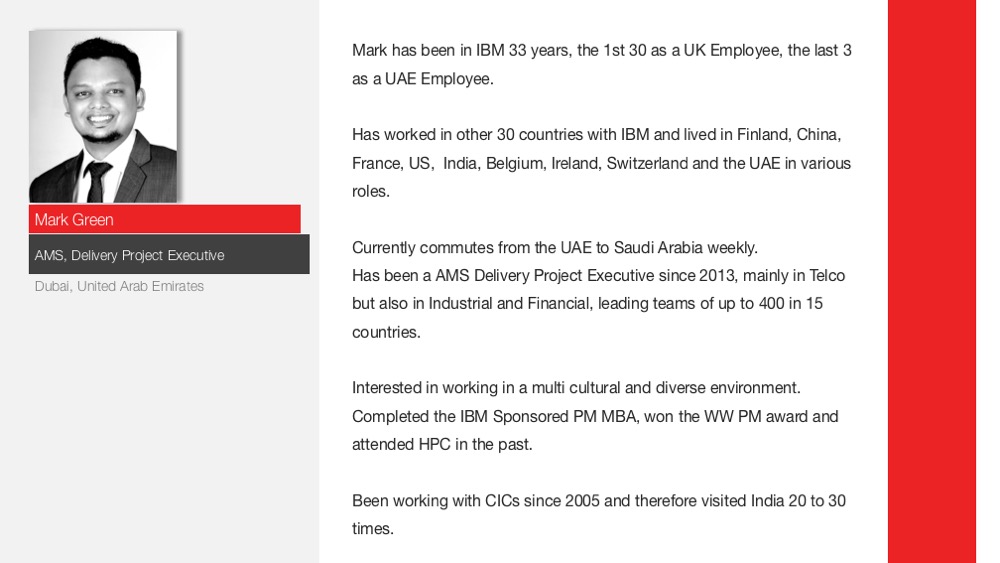 Mark Green
AMS, Delivery Project Executive
Dubai, United Arab Emirates
Mark has been in IBM 33 years, the 1st 30 as a UK Employee, the last 3
as a UAE Employee.
Has worked in other 30 countries with IBM and lived in Finland, China,
France, US,  India, Belgium, Ireland, Switzerland and the UAE in various
roles.
Currently commutes from the UAE to Saudi Arabia weekly.
Has been a AMS Delivery Project Executive since 2013, mainly in Telco
but also in Industrial and Financial, leading teams of up to 400 in 15
countries.
Interested in working in a multi cultural and diverse environment.
Completed the IBM Sponsored PM MBA, won the WW PM award and
attended HPC in the past.
Been working with CICs since 2005 and therefore visited India 20 to 30
times.